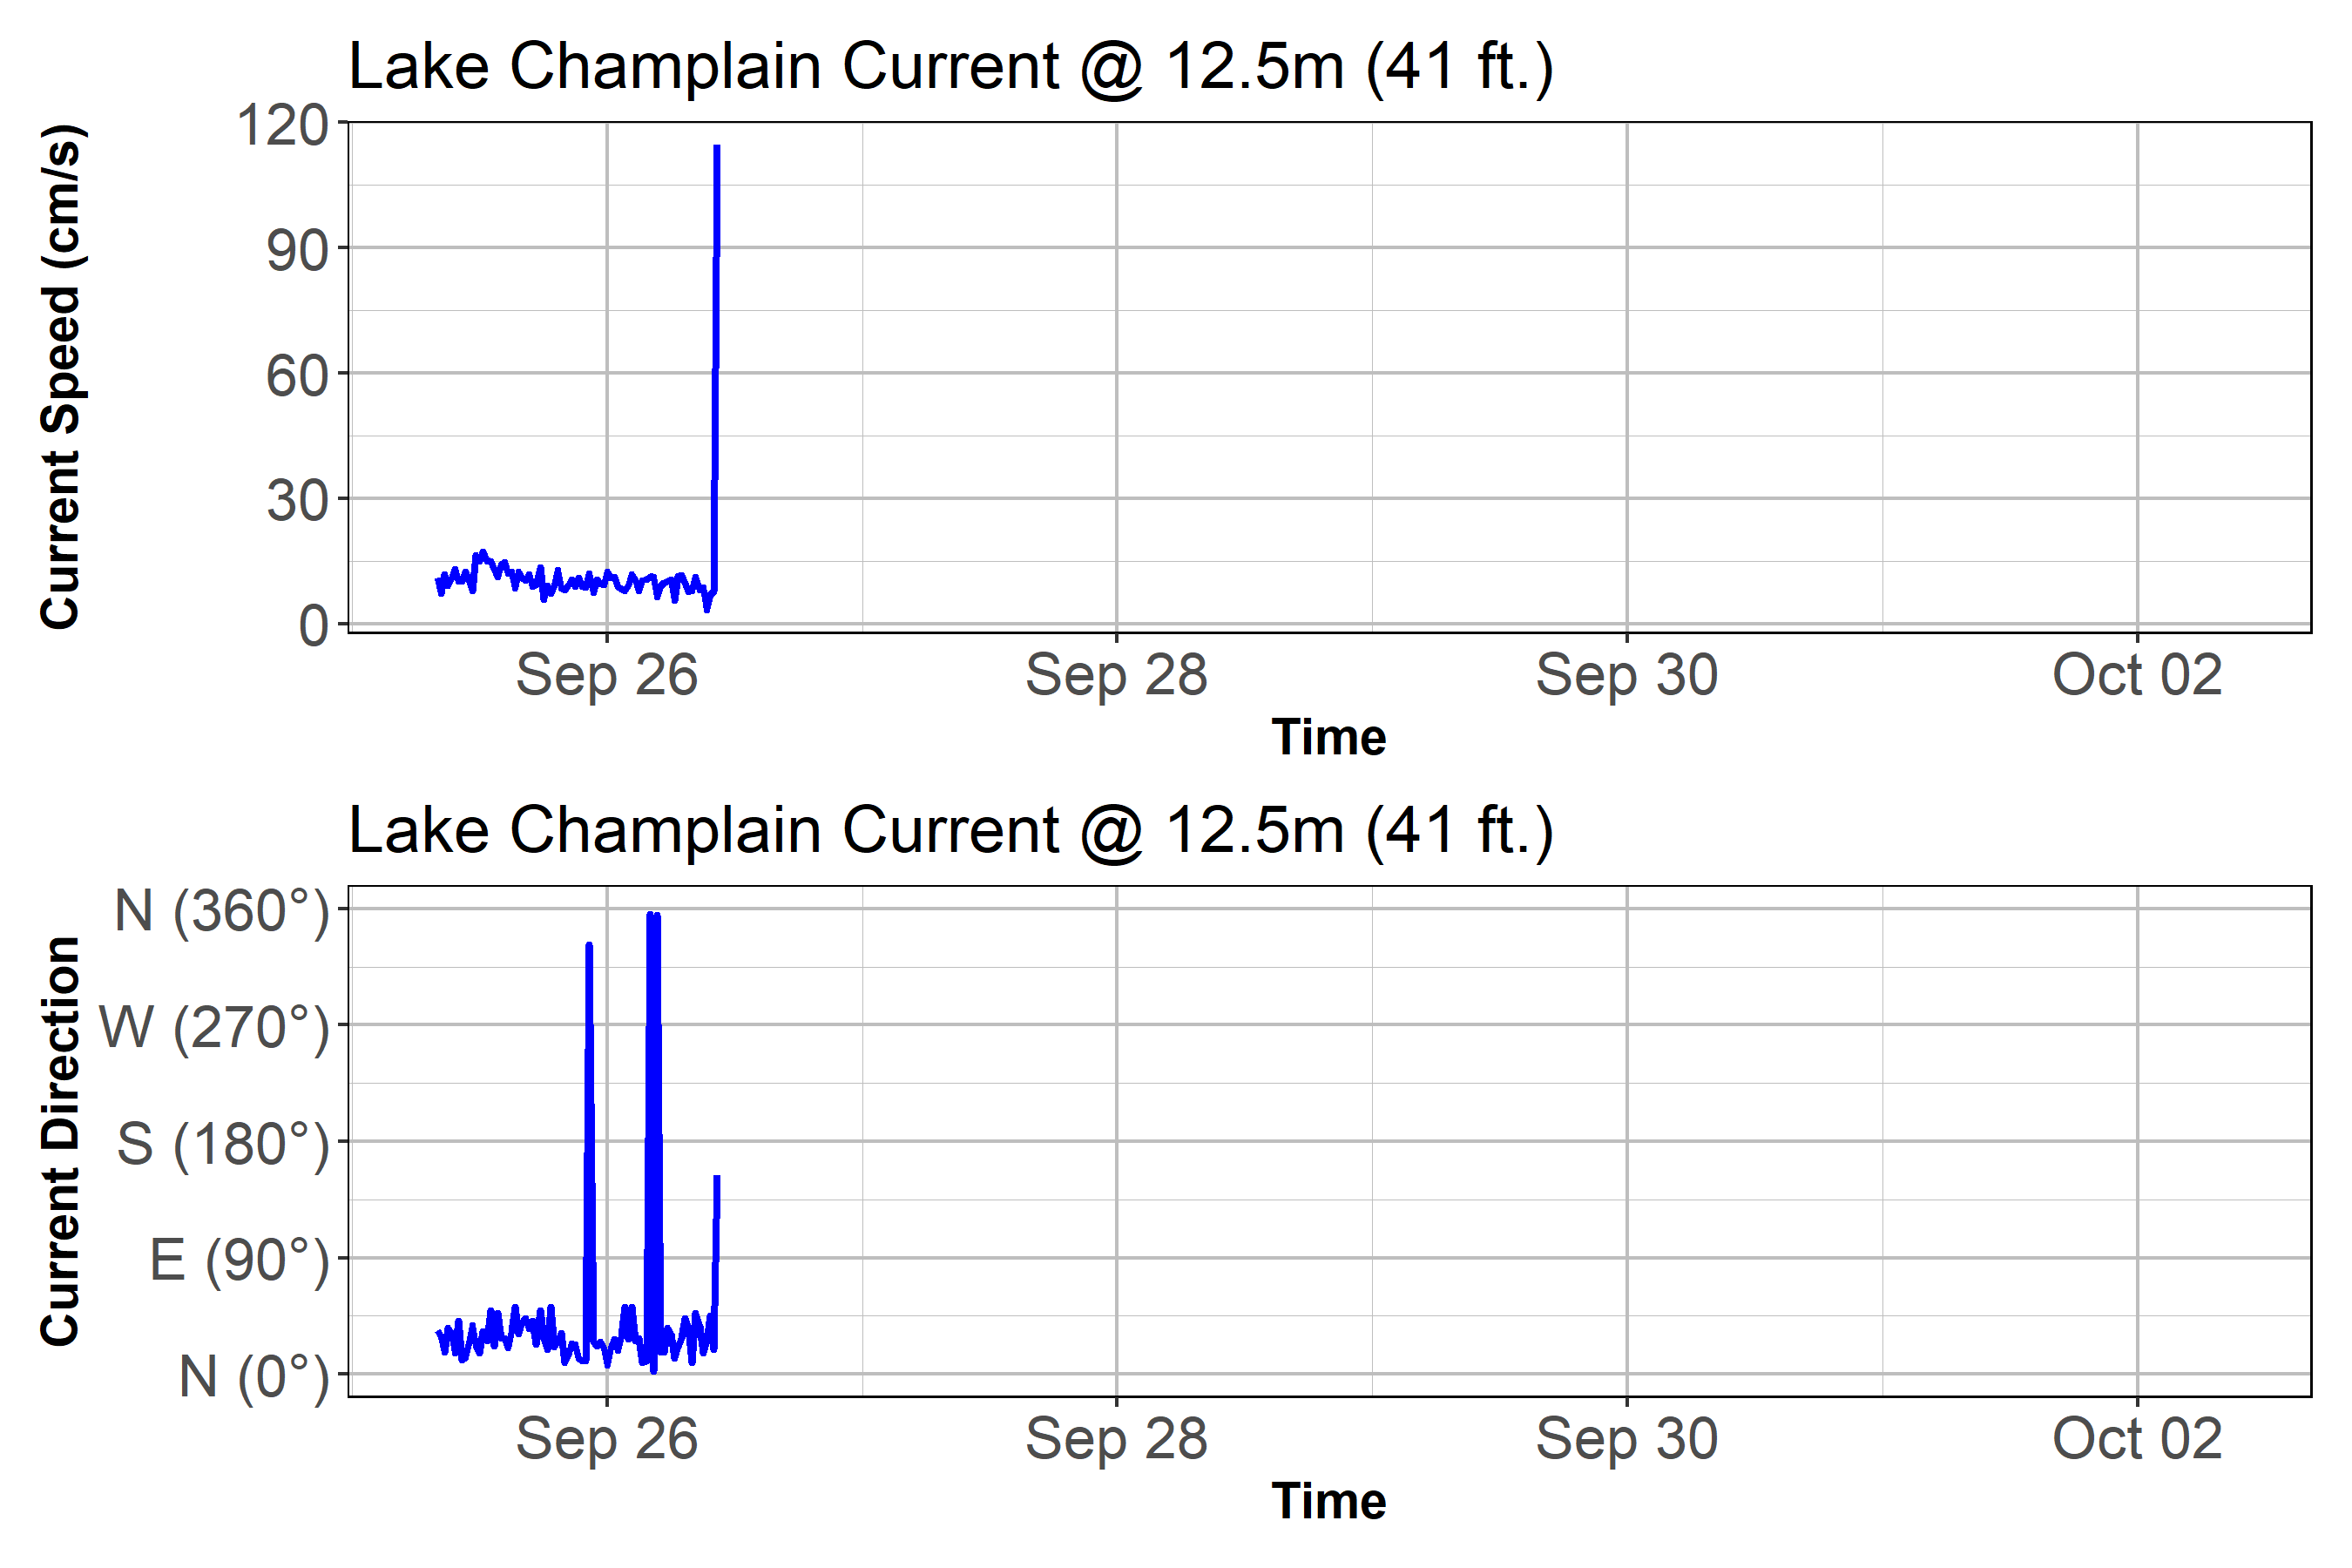 Lake Champlain Current @ 12.5m (41 ft.)
Current Speed (cm/s)
120
90
60
30
0
Sep 26 Sep 28 Sep 30 Oct 02
Time
Lake Champlain Current @ 12.5m (41 ft.)
Current Direction
N (360°)
W (270°)
S (180°)
E (90°)
N (0°)
Sep 26 Sep 28 Sep 30 Oct 02
Time